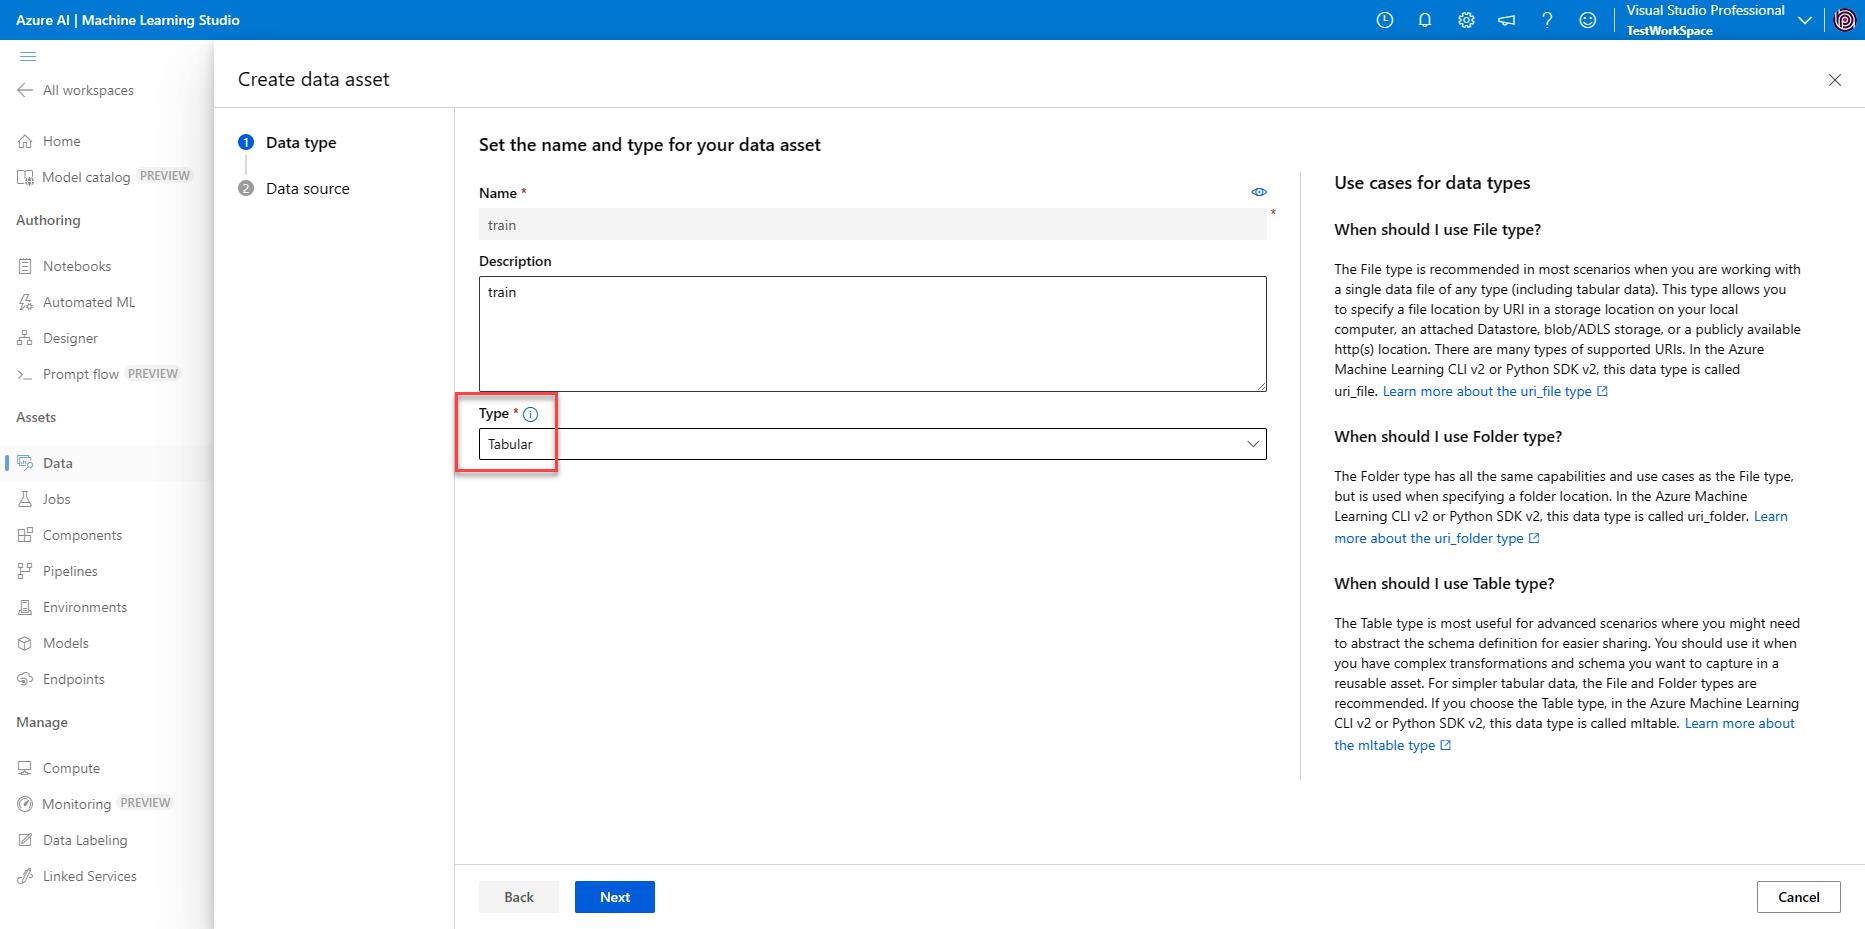 Azure AI | Machine Learning Studio
Visual Studio Professional
TestWorkSpace
All workspaces
Home
Model catalog PREVIEW
Authoring
Notebooks
Automated ML
Designer
Prompt flow PREVIEW
Assets
Data
Jobs
Components
Pipelines
Environments
Models
Endpoints
Manage
Compute
Monitoring PREVIEW
Data Labeling
Linked Services
Create data asset
1 Data type
2 Data source
Set the name and type for your data asset
Name *
train
*
Description
train
Type *
Tabular
Use cases for data types
When should I use File type?
The File type is recommended in most scenarios when you are working with
a single data file of any type (including tabular data). This type allows you
to specify a file location by URI in a storage location on your local
computer, an attached Datastore, blob/ADLS storage, or a publicly available
http(s) location. There are many types of supported URIs. In the Azure
Machine Learning CLI v2 or Python SDK v2, this data type is called
uri_file. Learn more about the uri_file type
When should I use Folder type?
The Folder type has all the same capabilities and use cases as the File type,
but is used when specifying a folder location. In the Azure Machine
Learning CLI v2 or Python SDK v2, this data type is called uri_folder. Learn
more about the uri_folder type
When should I use Table type?
The Table type is most useful for advanced scenarios where you might need
to abstract the schema definition for easier sharing. You should use it when
you have complex transformations and schema you want to capture in a
reusable asset. For simpler tabular data, the File and Folder types are
recommended. If you choose the Table type, in the Azure Machine Learning
CLI v2 or Python SDK v2, this data type is called mltable. Learn more about
the mltable type
Back
Next
Cancel